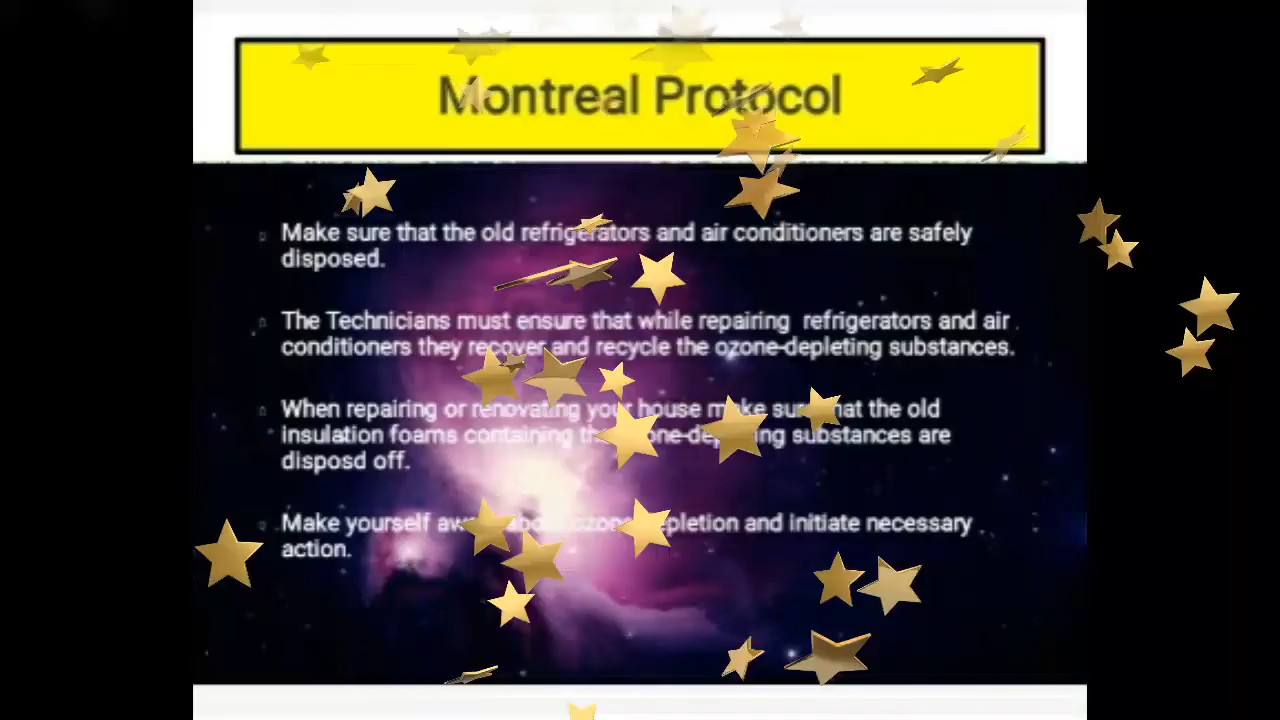 Montreal Protocol
Make sure that the old refrigerators and air conditioners are safely
disposed.
The Technicians must ensure that while repairing refrigerators and air
conditioners they recover and recycle the ozone-depleting substances.
When repairing or renovating your house make sure that the old
insulation foams containing the ozone-depleting substances are
disposd off.
Make yourself aware about ozone depletion and initiate necessary
action.